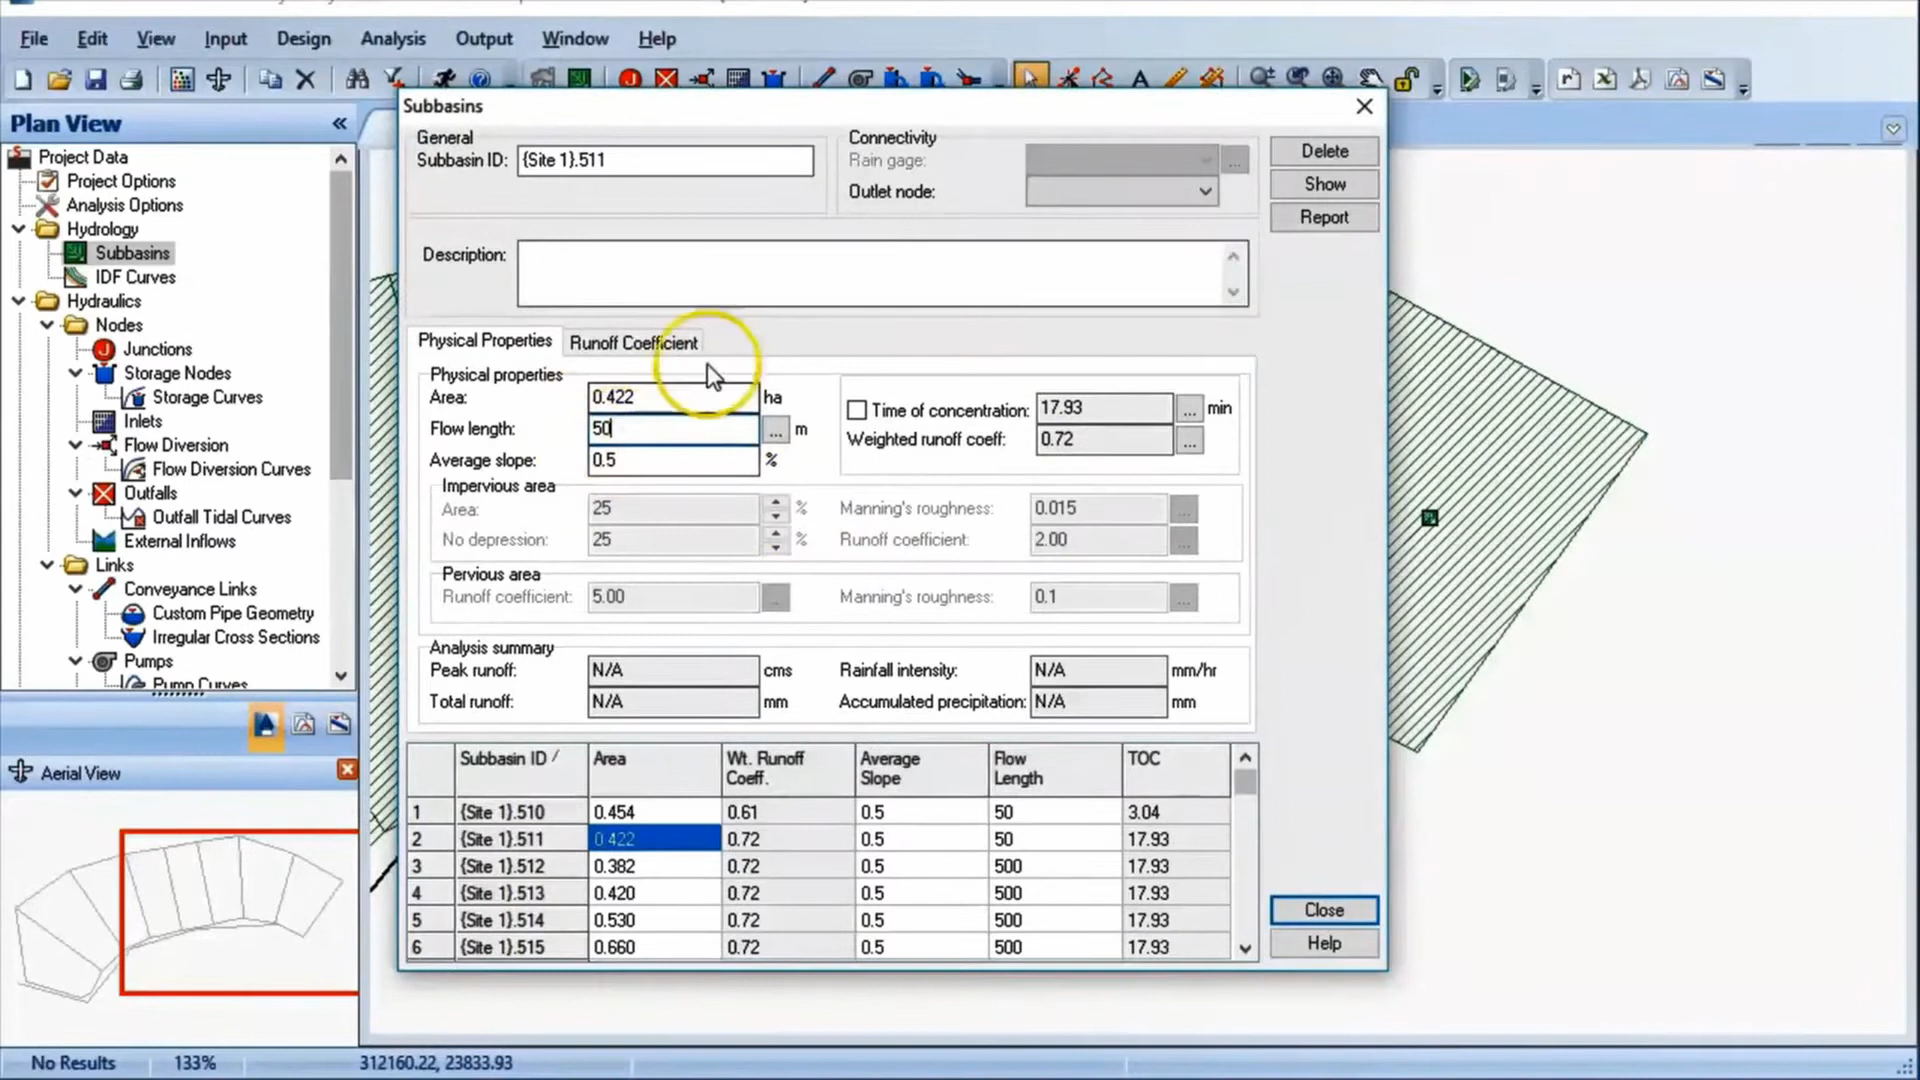 File Edit View Input Design Analysis Output Window Help
Plan View
Project Data
Project Options
Analysis Options
Hydrology
Subbasins
IDF Curves
Hydraulics
Nodes
Junctions
Storage Nodes
Storage Curves
Inlets
Flow Diversion
Flow Diversion Curves
Outfalls
Outfall Tidal Curves
External Inflows
Links
Conveyance Links
Custom Pipe Geometry
Irregular Cross Sections
Pumps
Pump Curves
Aerial View
Subbasins
General
Subbasin ID: {Site 1}.511
Connectivity
Rain gage: ...
Outlet node:
Delete
Show
Report
Description:
Physical Properties Runoff Coefficient
Physical properties
Area: 0.422 ha
Flow length: 50 ... m
Average slope: 0.5 %
Time of concentration: 17.93 ... min
Weighted runoff coeff: 0.72 ...
Impervious area
Area: 25 % Manning's roughness: 0.015 ...
No depression: 25 % Runoff coefficient: 2.00 ...
Pervious area
Runoff coefficient: 5.00 ... Manning's roughness: 0.1 ...
Analysis summary
Peak runoff: N/A cms Rainfall intensity: N/A mm/hr
Total runoff: N/A mm Accumulated precipitation: N/A mm
Subbasin ID / Area Wt. Runoff Coeff. Average Slope Flow Length TOC
1 {Site 1}.510 0.454 0.61 0.5 50 3.04
2 {Site 1}.511 0.422 0.72 0.5 50 17.93
3 {Site 1}.512 0.382 0.72 0.5 500 17.93
4 {Site 1}.513 0.420 0.72 0.5 500 17.93
5 {Site 1}.514 0.530 0.72 0.5 500 17.93
6 {Site 1}.515 0.660 0.72 0.5 500 17.93
Close
Help
No Results 133% 312160.22, 23833.93